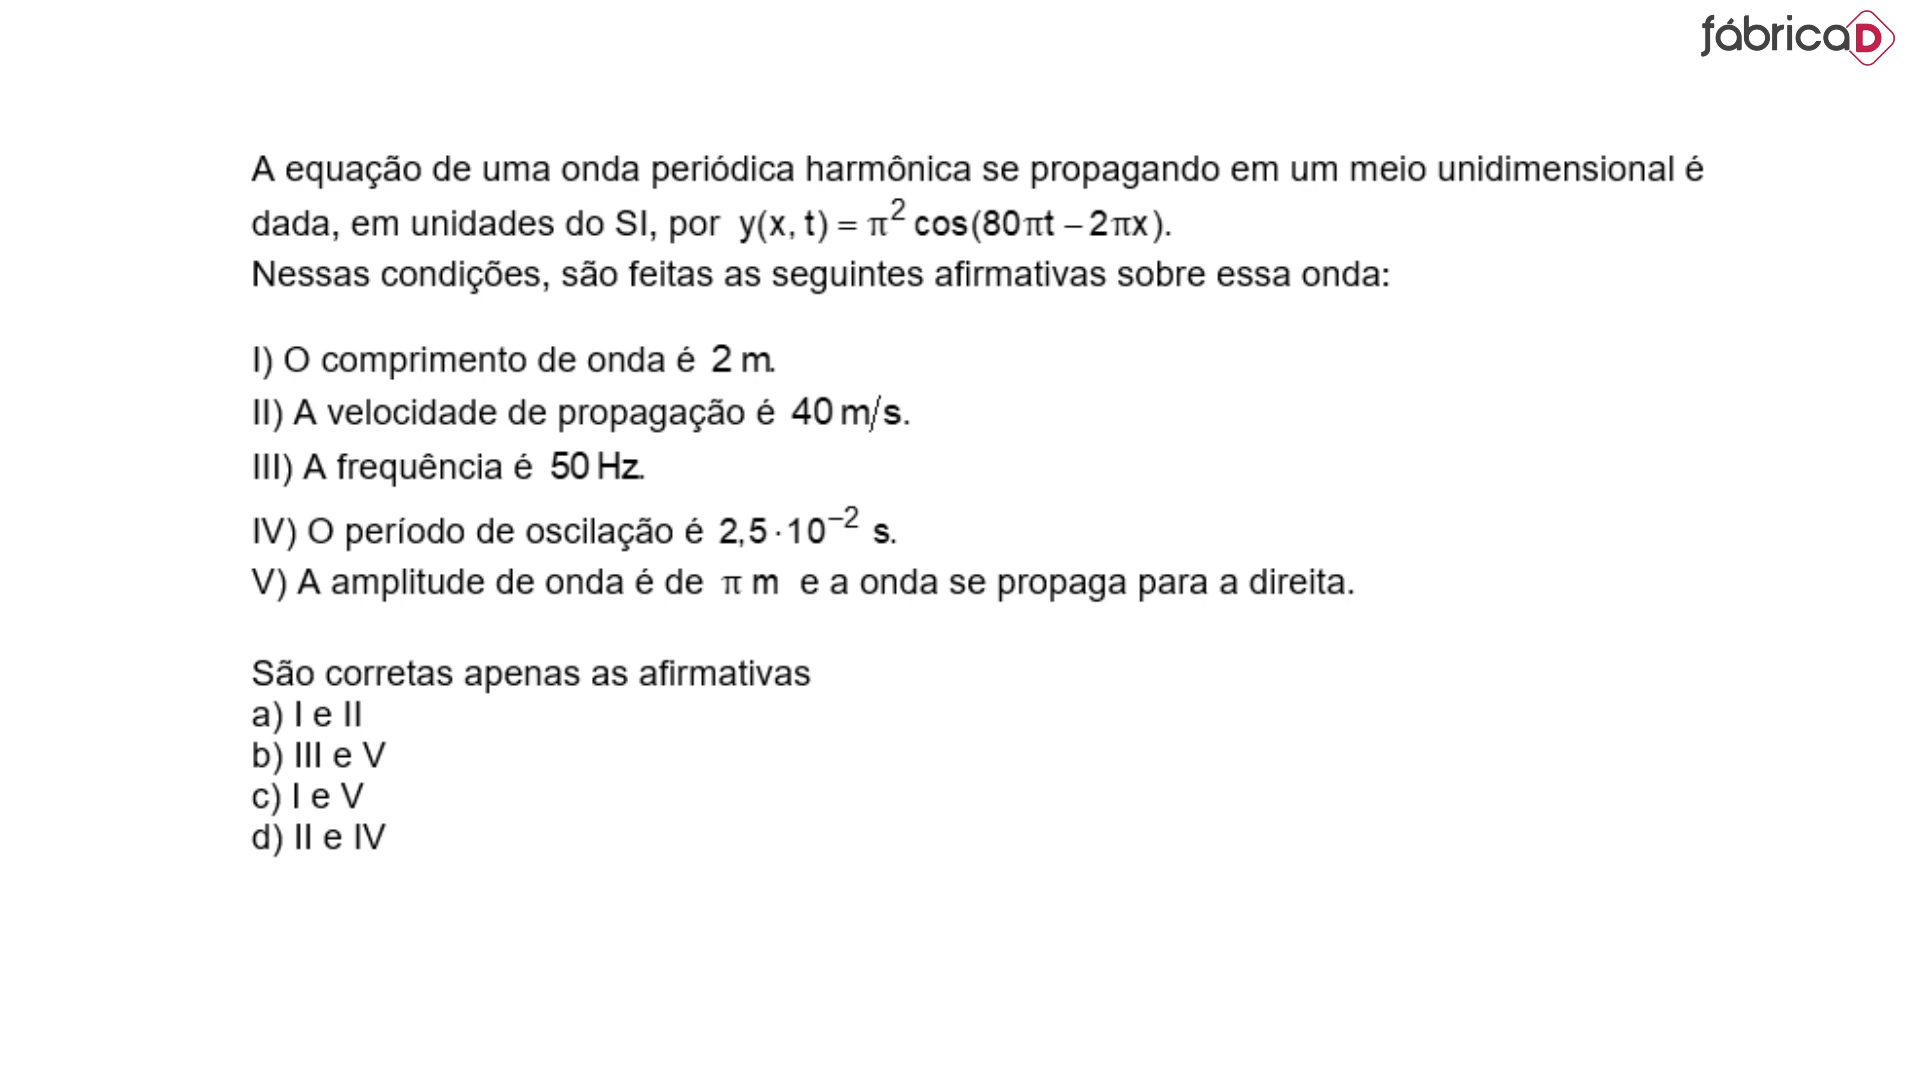 fábricaD
A equação de uma onda periódica harmônica se propagando em um meio unidimensional é
dada, em unidades do SI, por y(x, t) = π² cos(80πt − 2πx).
Nessas condições, são feitas as seguintes afirmativas sobre essa onda:
I) O comprimento de onda é 2 m.
II) A velocidade de propagação é 40 m/s.
III) A frequência é 50 Hz.
IV) O período de oscilação é 2,5 · 10⁻² s.
V) A amplitude de onda é de π m e a onda se propaga para a direita.
São corretas apenas as afirmativas
a) I e II
b) III e V
c) I e V
d) II e IV